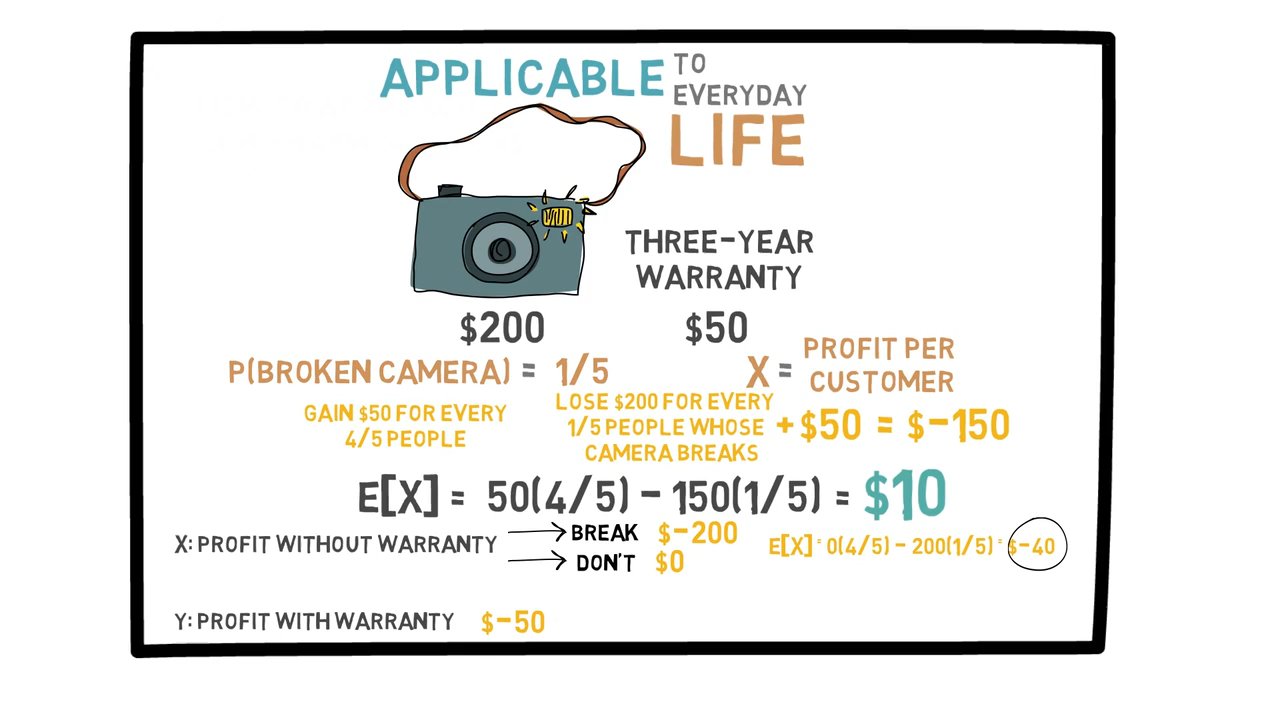 APPLICABLE TO EVERYDAY LIFE
THREE-YEAR
WARRANTY
$200
$50
P(BROKEN CAMERA) = 1/5
X = PROFIT PER CUSTOMER
GAIN $50 FOR EVERY
4/5 PEOPLE
LOSE $200 FOR EVERY
1/5 PEOPLE WHOSE
CAMERA BREAKS
+ $50 = $-150
E[X] = 50(4/5) - 150(1/5) = $10
X: PROFIT WITHOUT WARRANTY
BREAK $-200
DON'T $0
E[X] = 0(4/5) - 200(1/5) = $-40
Y: PROFIT WITH WARRANTY $-50